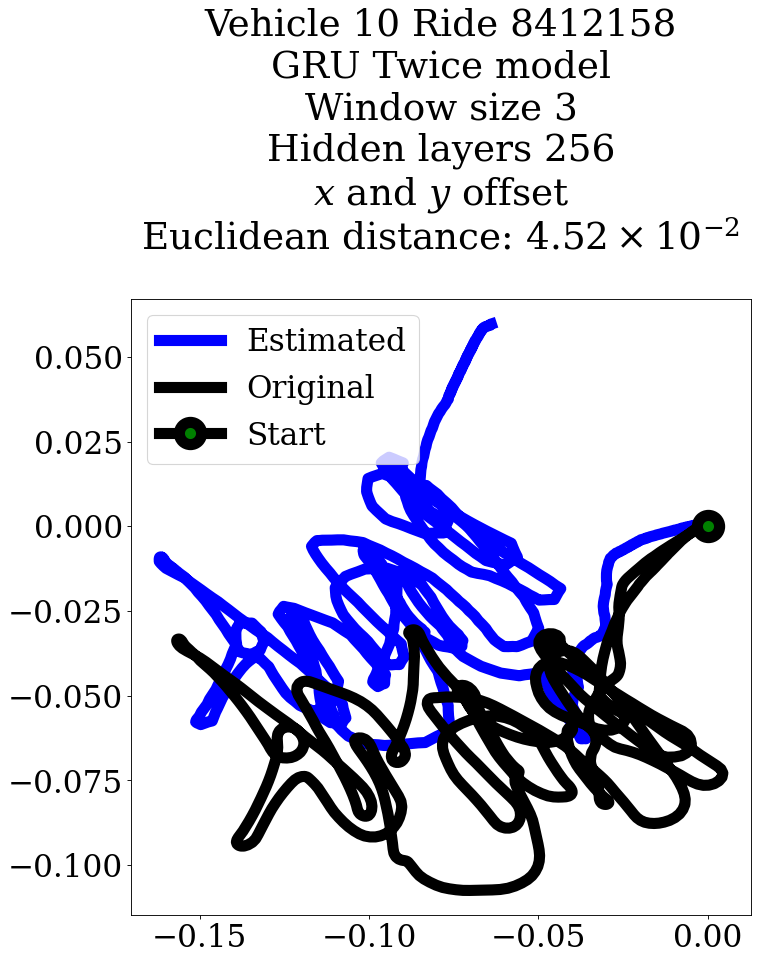 Vehicle 10 Ride 8412158
GRU Twice model
Window size 3
Hidden layers 256
x and y offset
Euclidean distance: 4.52 × 10⁻²
Estimated
Original
Start
0.050
0.025
0.000
−0.025
−0.050
−0.075
−0.100
−0.15 −0.10 −0.05 0.00